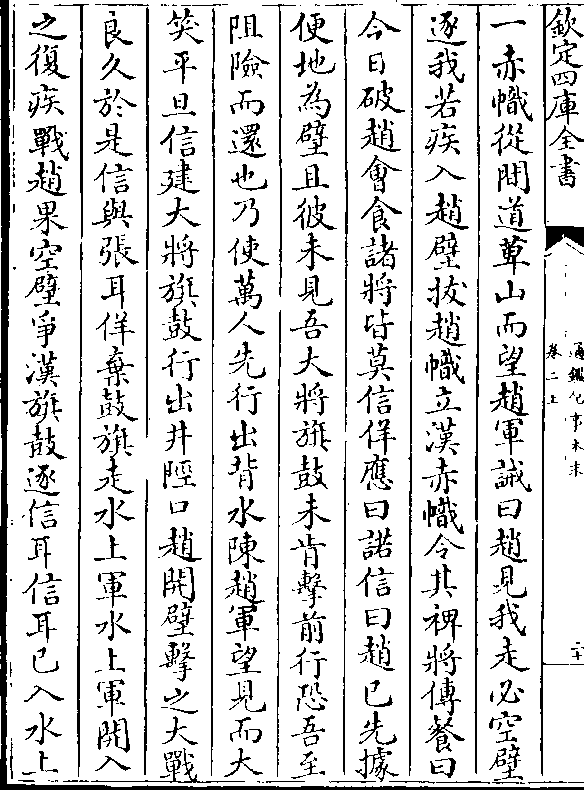 欽定四庫全書
通鑑紀事本末
卷二上
二十
一赤幟從間道萆山而望趙軍誡曰趙見我走必空壁
逐我若疾入趙壁拔趙幟立漢赤幟令其裨將傳餐曰
今日破趙會食諸將皆莫信佯應曰諾信曰趙已先據
便地為壁且彼未見吾大將旗鼓未肯擊前行恐吾至
阻險而還也乃使萬人先行出背水陳趙軍望見而大
笑平旦信建大將旗鼓行出井陘口趙開壁擊之大戰
良久於是信與張耳佯棄鼓旗走水上軍水上軍開入
之復疾戰趙果空壁爭漢旗鼓逐信耳信耳已入水上